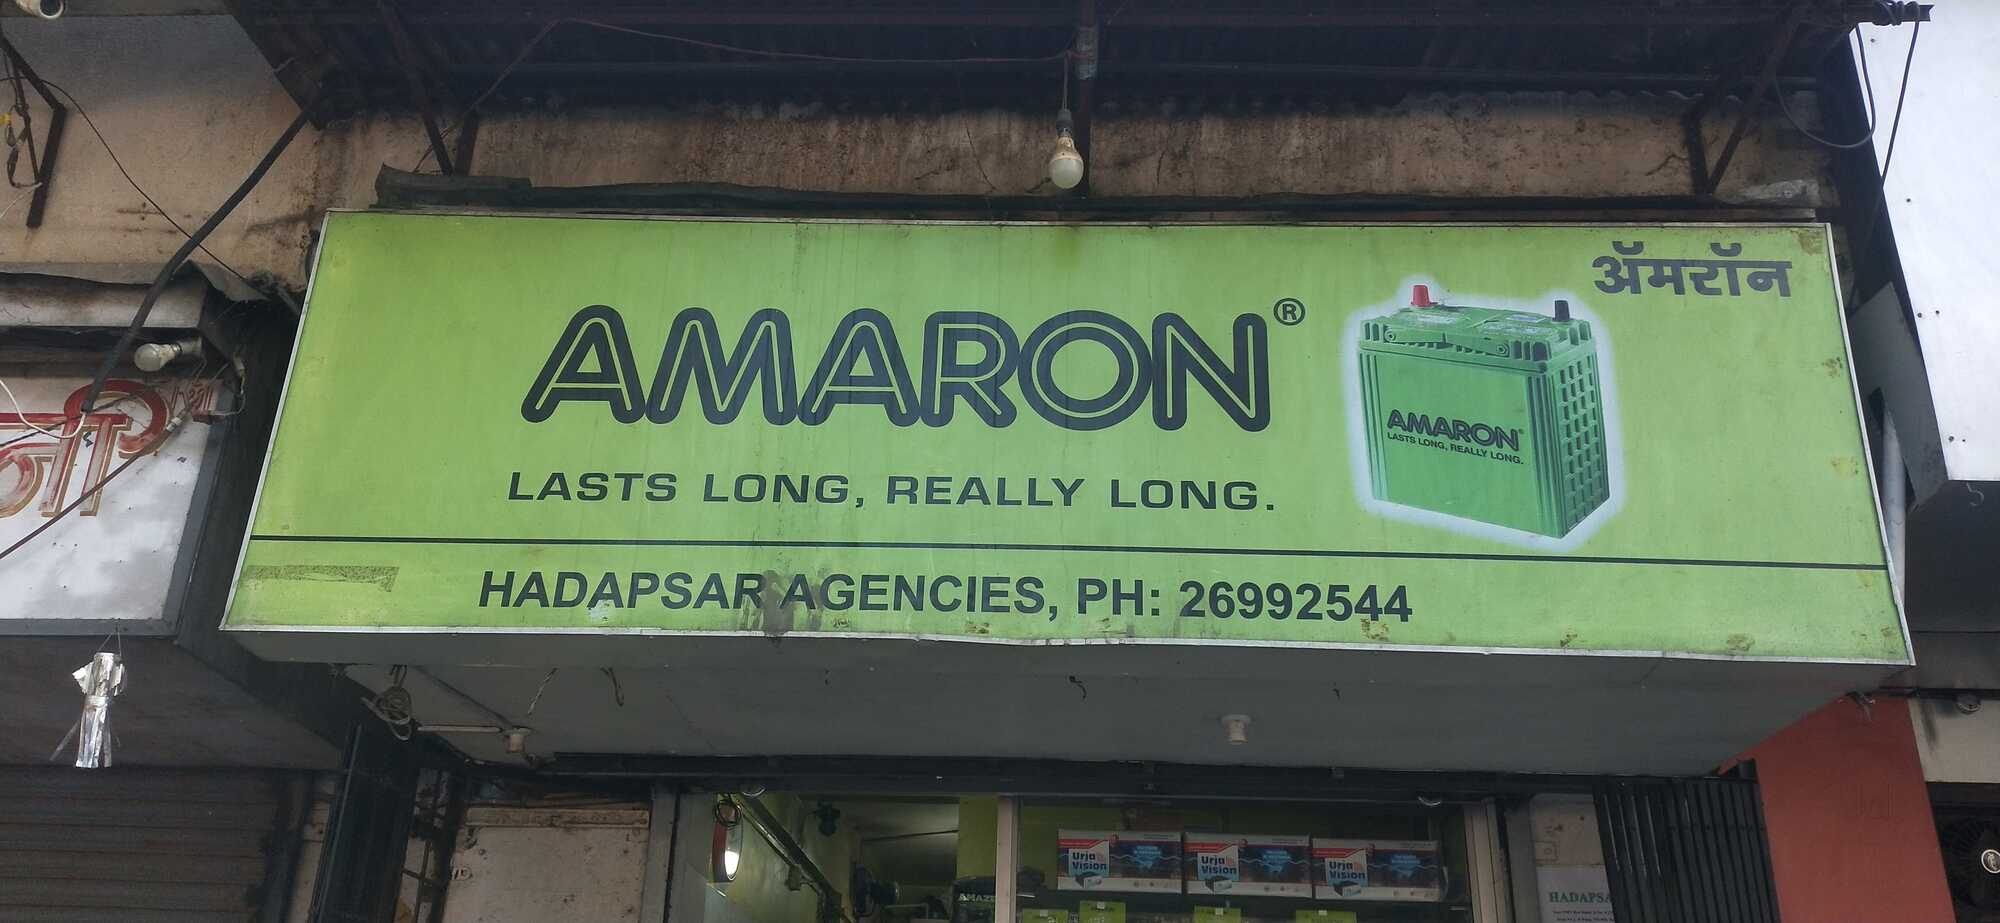 ॲमरॉन
AMARON®
LASTS LONG, REALLY LONG.
AMARON®
LASTS LONG, REALLY LONG.
HADAPSAR AGENCIES, PH: 26992544
Urja
Vision
Urja
Vision
Urja
Vision